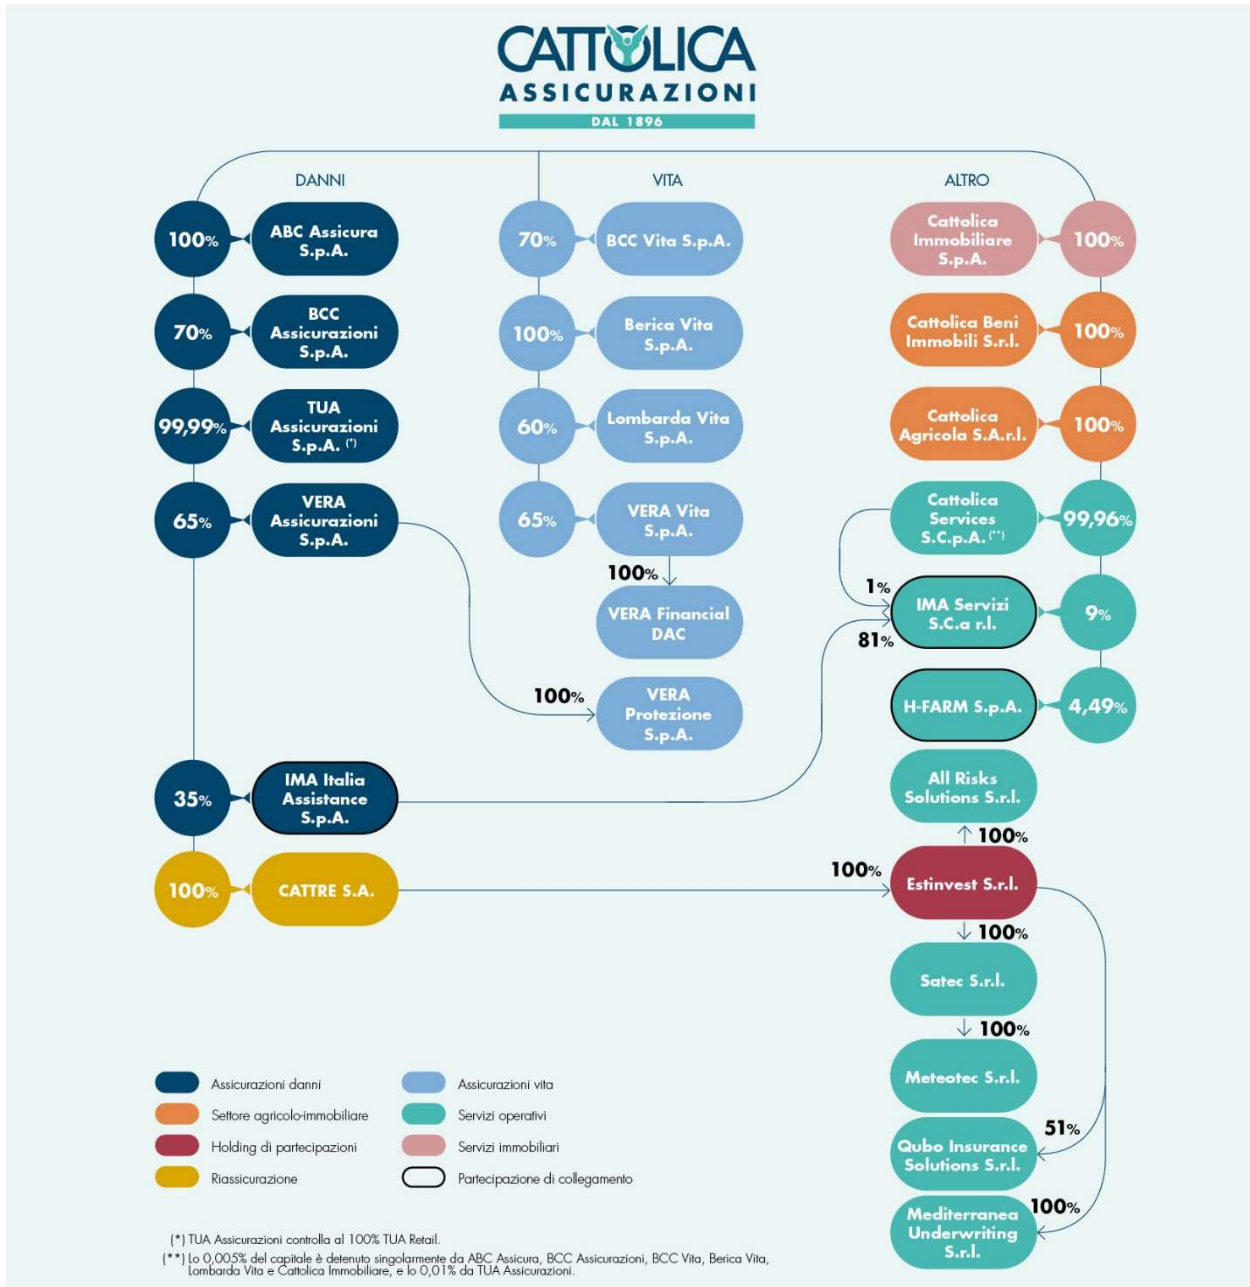 CATTOLICA
ASSICURAZIONI
DAL 1896
DANNI
100%
ABC Assicura
S.p.A.
70%
BCC
Assicurazioni
S.p.A.
99,99%
TUA
Assicurazioni
S.p.A. (*)
65%
VERA
Assicurazioni
S.p.A.
35%
IMA Italia
Assistance
S.p.A.
100%
CATTRE S.A.
VITA
70%
BCC Vita S.p.A.
100%
Berica Vita
S.p.A.
60%
Lombarda Vita
S.p.A.
65%
VERA Vita
S.p.A.
100%
VERA Financial
DAC
100%
VERA
Protezione
S.p.A.
ALTRO
Cattolica
Immobiliare
S.p.A.
100%
Cattolica Beni
Immobili S.r.l.
100%
Cattolica
Agricola S.A.r.l.
100%
Cattolica
Services
S.C.p.A. (**)
99,96%
1%
81%
IMA Servizi
S.C.a r.l.
9%
H-FARM S.p.A.
4,49%
All Risks
Solutions S.r.l.
100%
100%
Estinvest S.r.l.
100%
Satec S.r.l.
100%
Meteotec S.r.l.
51%
Qubo Insurance
Solutions S.r.l.
100%
Mediterranea
Underwriting
S.r.l.
Assicurazioni danni
Settore agricolo-immobiliare
Holding di partecipazioni
Riassicurazione
Assicurazioni vita
Servizi operativi
Servizi immobiliari
Partecipazione di collegamento
(*) TUA Assicurazioni controlla al 100% TUA Retail.
(**) Lo 0,005% del capitale è detenuto singolarmente da ABC Assicura, BCC Assicurazioni, BCC Vita, Berica Vita,
Lombarda Vita e Cattolica Immobiliare, e lo 0,01% da TUA Assicurazioni.